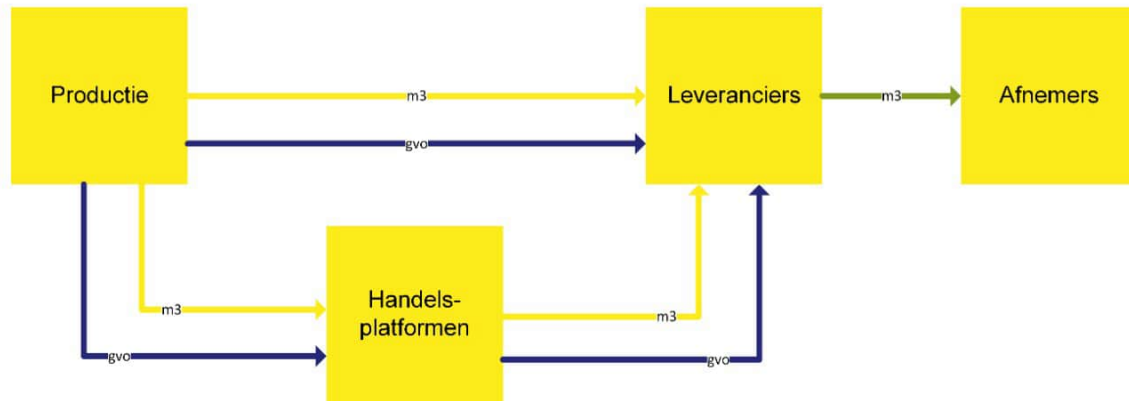 Productie
m3
gvo
Leveranciers
m3
Afnemers
m3
gvo
Handels-
platformen
m3
gvo